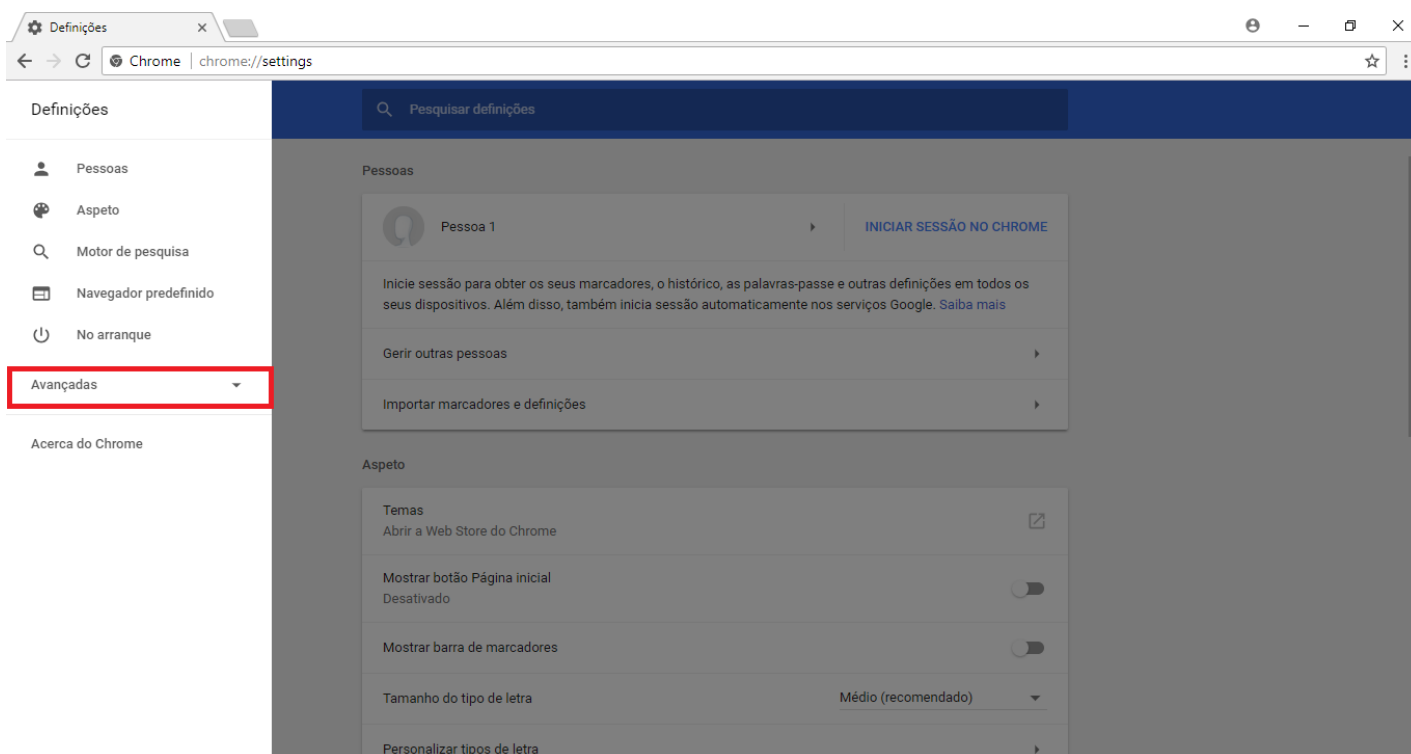 Definições
Chrome | chrome://settings
Definições
Pesquisar definições
Pessoas
Aspeto
Motor de pesquisa
Navegador predefinido
No arranque
Avançadas
Acerca do Chrome
Pessoas
Pessoa 1
INICIAR SESSÃO NO CHROME
Inicie sessão para obter os seus marcadores, o histórico, as palavras-passe e outras definições em todos os
seus dispositivos. Além disso, também inicia sessão automaticamente nos serviços Google. Saiba mais
Gerir outras pessoas
Importar marcadores e definições
Aspeto
Temas
Abrir a Web Store do Chrome
Mostrar botão Página inicial
Desativado
Mostrar barra de marcadores
Tamanho do tipo de letra
Médio (recomendado)
Personalizar tipos de letra